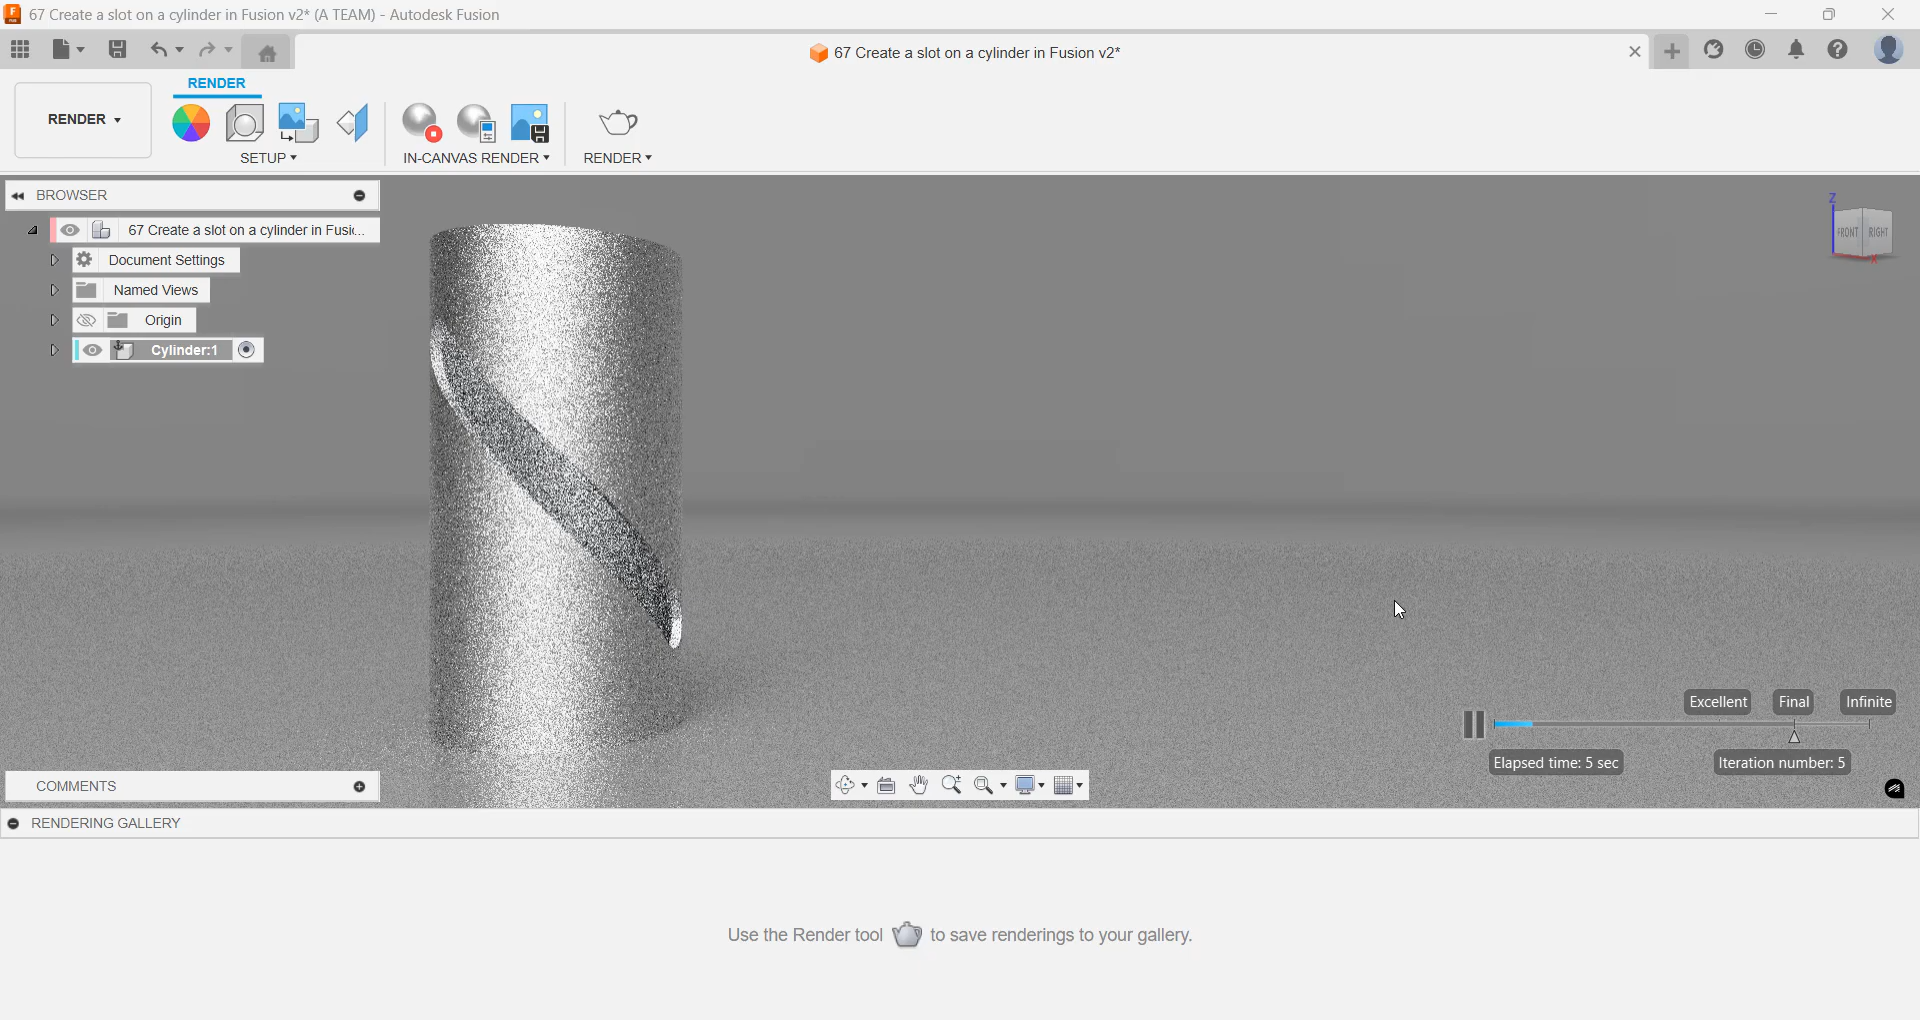 67 Create a slot on a cylinder in Fusion v2* (A TEAM) - Autodesk Fusion
67 Create a slot on a cylinder in Fusion v2*
RENDER
RENDER
SETUP
IN-CANVAS RENDER
RENDER
BROWSER
67 Create a slot on a cylinder in Fusic...
Document Settings
Named Views
Origin
Cylinder:1
Z
FRONT
RIGHT
X
Excellent
Final
Infinite
Elapsed time: 5 sec
Iteration number: 5
COMMENTS
RENDERING GALLERY
Use the Render tool to save renderings to your gallery.